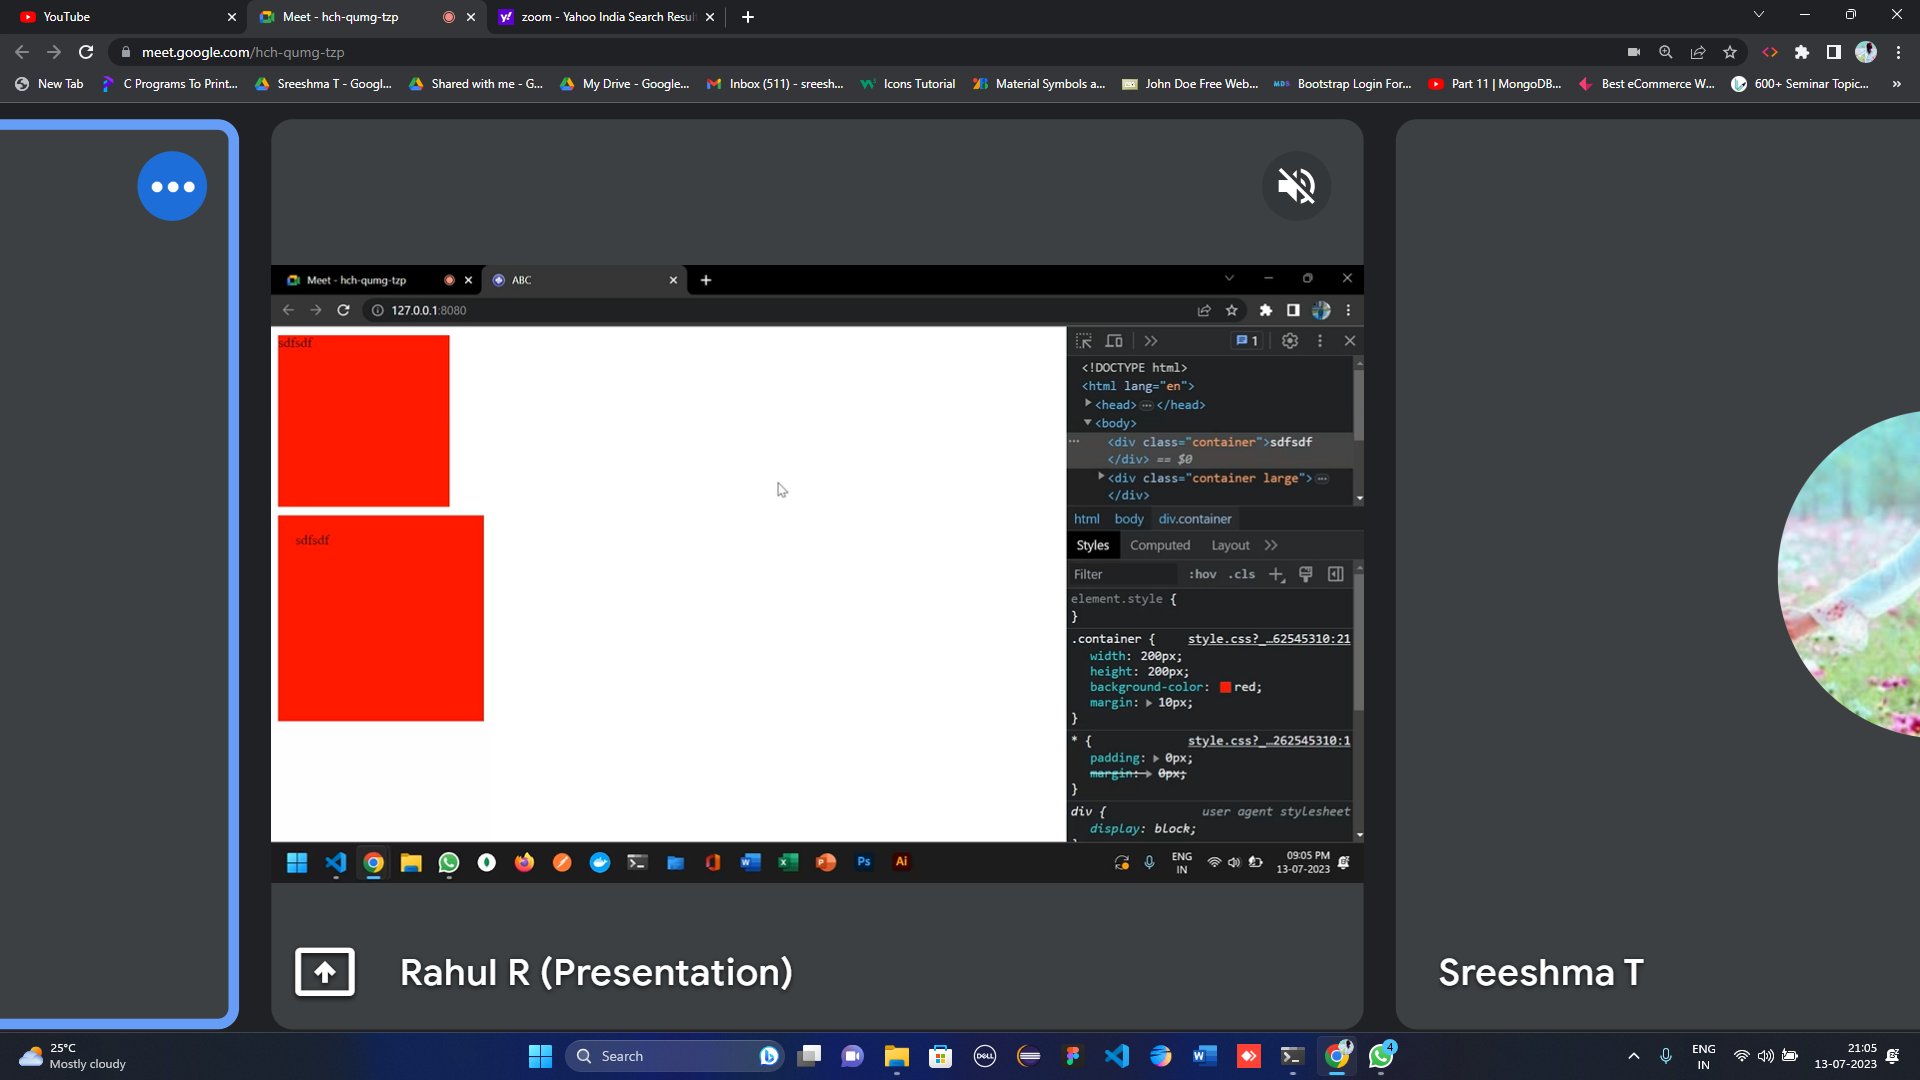 YouTube
Meet - hch-qumg-tzp
zoom - Yahoo India Search Resul
meet.google.com/hch-qumg-tzp
New Tab
C Programs To Print...
Sreeshma T - Googl...
Shared with me - G...
My Drive - Google...
Inbox (511) - sreesh...
Icons Tutorial
Material Symbols a...
John Doe Free Web...
Bootstrap Login For...
Part 11 | MongoDB...
Best eCommerce W...
600+ Seminar Topic...
Meet - hch-qumg-tzp
ABC
127.0.0.1:8080
sdfsdf
sdfsdf
1
<!DOCTYPE html>
<html lang="en">
<head> ··· </head>
<body>
··· <div class="container">sdfsdf
</div> == $0
<div class="container large"> ···
</div>
html body div.container
Styles Computed Layout
Filter :hov .cls
element.style {
}
.container { style.css?_…62545310:21
width: 200px;
height: 200px;
background-color: red;
margin: 10px;
}
* { style.css?_…262545310:1
padding: 0px;
margin: 0px;
}
div { user agent stylesheet
display: block;
Ps
Ai
ENG
IN
09:05 PM
13-07-2023
Rahul R (Presentation)
Sreeshma T
25°C
Mostly cloudy
Search
DELL
4
ENG
IN
21:05
13-07-2023